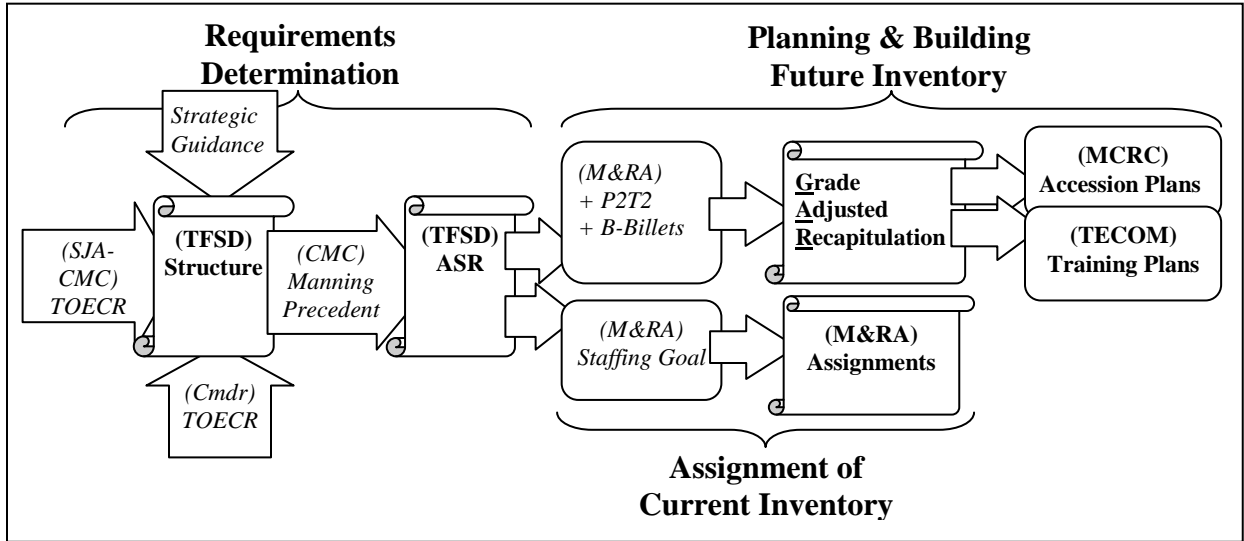 Requirements
Determination
Planning & Building
Future Inventory
Strategic
Guidance
(SJA-
CMC)
TOECR
(TFSD)
Structure
(Cmdr)
TOECR
(CMC)
Manning
Precedent
(TFSD)
ASR
(M&RA)
+ P2T2
+ B-Billets
Grade
Adjusted
Recapitulation
(MCRC)
Accession Plans
(TECOM)
Training Plans
(M&RA)
Staffing Goal
(M&RA)
Assignments
Assignment of
Current Inventory